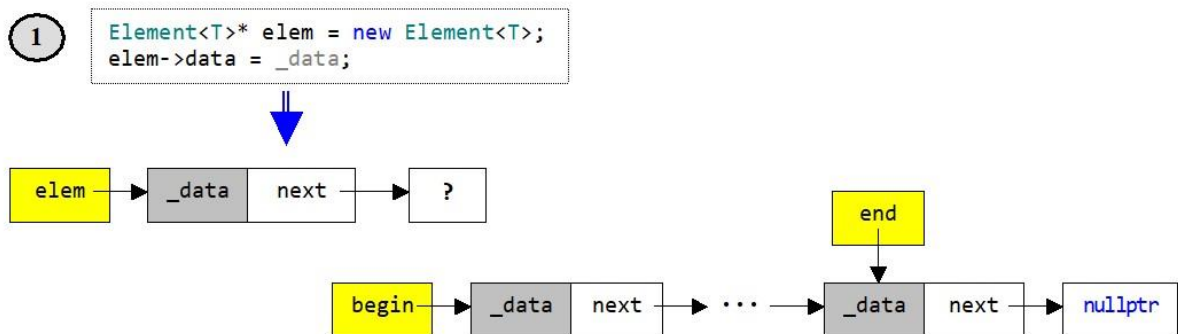 1
Element<T>* elem = new Element<T>;
elem->data = _data;
elem _data next ?
end
begin _data next ... _data next nullptr